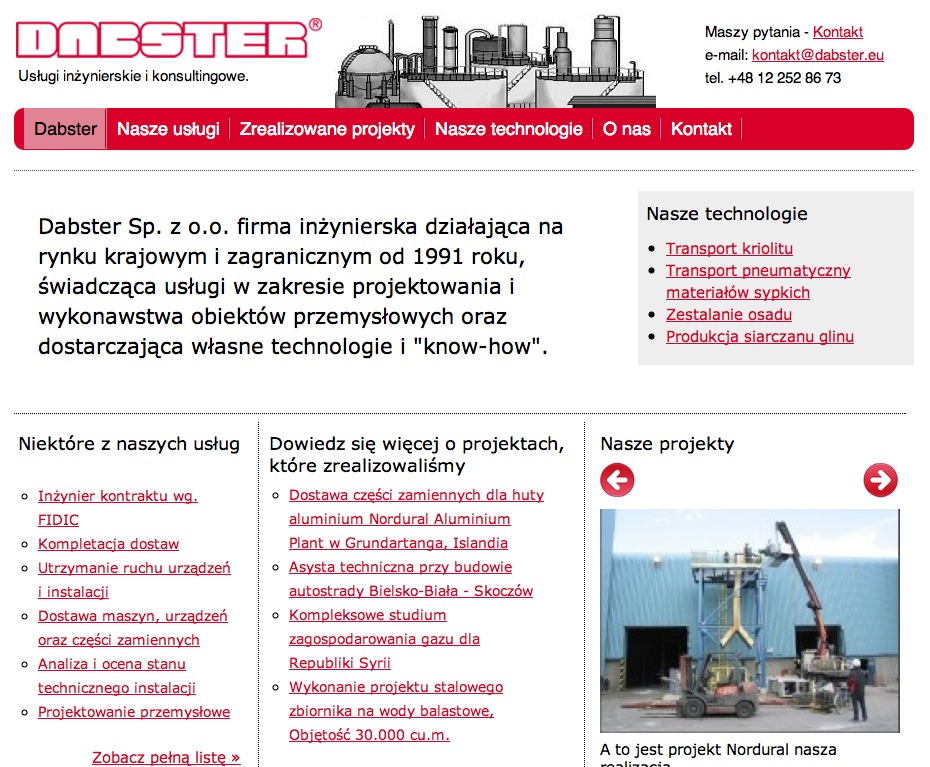 DABSTER®
Usługi inżynierskie i konsultingowe.
Maszy pytania - Kontakt
e-mail: kontakt@dabster.eu
tel. +48 12 252 86 73
Dabster
Nasze usługi
Zrealizowane projekty
Nasze technologie
O nas
Kontakt
Dabster Sp. z o.o. firma inżynierska działająca na
rynku krajowym i zagranicznym od 1991 roku,
świadcząca usługi w zakresie projektowania i
wykonawstwa obiektów przemysłowych oraz
dostarczająca własne technologie i "know-how".
Nasze technologie
Transport kriolitu
Transport pneumatyczny
materiałów sypkich
Zestalanie osadu
Produkcja siarczanu glinu
Niektóre z naszych usług
Inżynier kontraktu wg.
FIDIC
Kompletacja dostaw
Utrzymanie ruchu urządzeń
i instalacji
Dostawa maszyn, urządzeń
oraz części zamiennych
Analiza i ocena stanu
technicznego instalacji
Projektowanie przemysłowe
Zobacz pełną listę »
Dowiedz się więcej o projektach,
które zrealizowaliśmy
Dostawa części zamiennych dla huty
aluminium Nordural Aluminium
Plant w Grundartanga, Islandia
Asysta techniczna przy budowie
autostrady Bielsko-Biała - Skoczów
Kompleksowe studium
zagospodarowania gazu dla
Republiki Syrii
Wykonanie projektu stalowego
zbiornika na wody balastowe,
Objętość 30.000 cu.m.
Nasze projekty
A to jest projekt Nordural nasza
realizacja